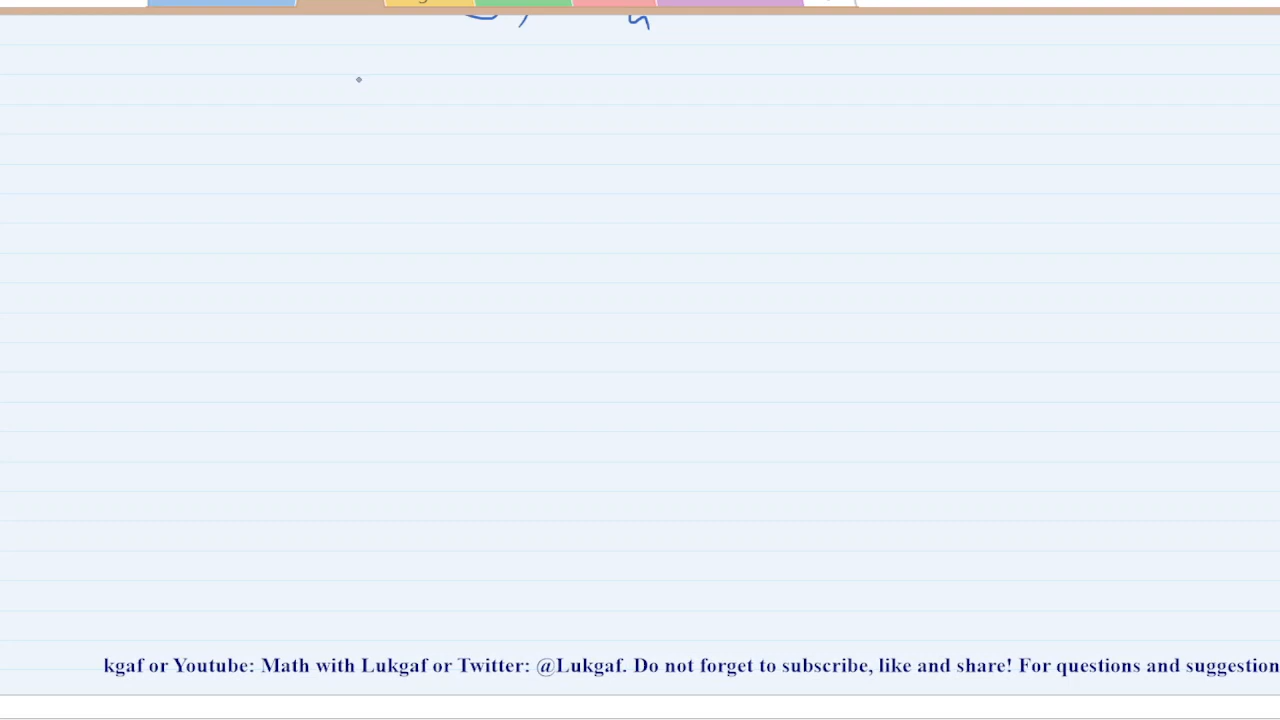 kgaf or Youtube: Math with Lukgaf or Twitter: @Lukgaf. Do not forget to subscribe, like and share! For questions and suggestion